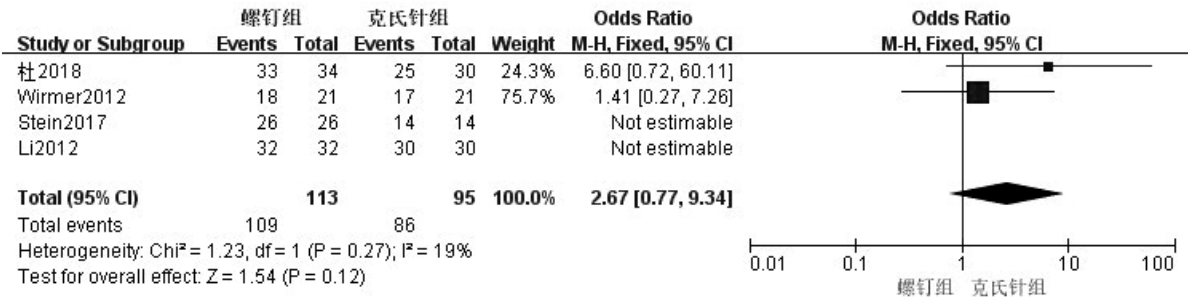 螺钉组 克氏针组 Odds Ratio Odds Ratio
Study or Subgroup Events Total Events Total Weight M-H, Fixed, 95% CI M-H, Fixed, 95% CI
杜2018 33 34 25 30 24.3% 6.60 [0.72, 60.11]
Wirmer2012 18 21 17 21 75.7% 1.41 [0.27, 7.26]
Stein2017 26 26 14 14 Not estimable
Li2012 32 32 30 30 Not estimable
Total (95% CI) 113 95 100.0% 2.67 [0.77, 9.34]
Total events 109 86
Heterogeneity: Chi² = 1.23, df = 1 (P = 0.27); I² = 19%
Test for overall effect: Z = 1.54 (P = 0.12)
0.01 0.1 1 10 100
螺钉组 克氏针组